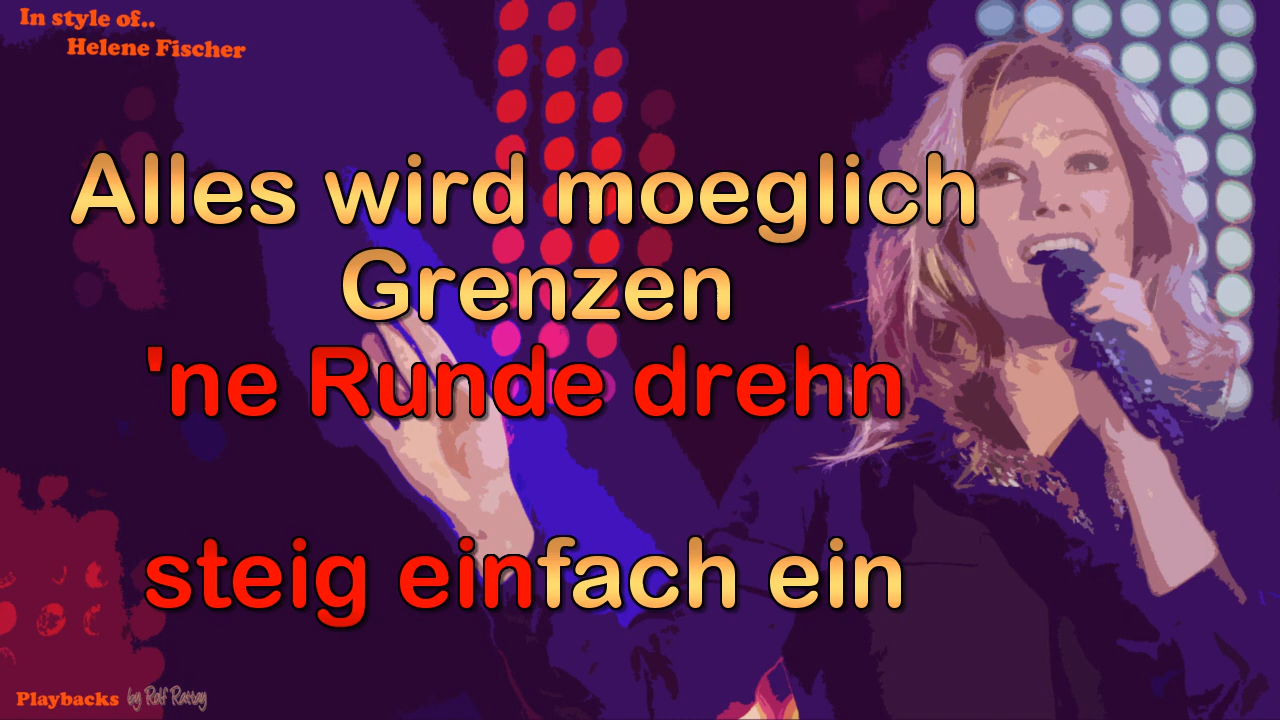 In style of..
Helene Fischer
Alles wird moeglich
Grenzen
'ne Runde drehn
steig einfach ein
Playbacks by Rolf Rattay